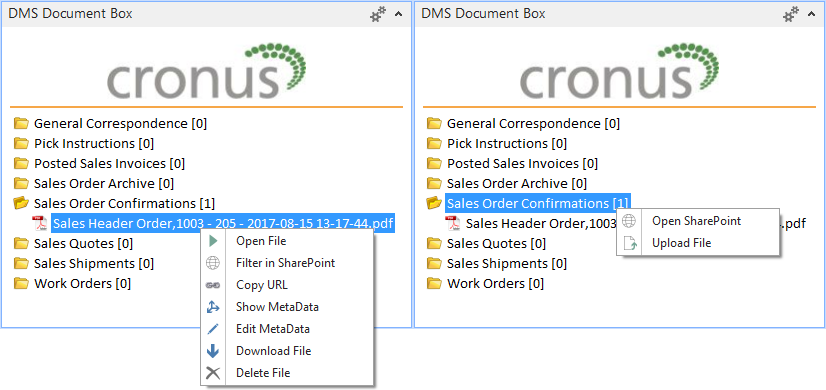 DMS Document Box
cronus
General Correspondence [0]
Pick Instructions [0]
Posted Sales Invoices [0]
Sales Order Archive [0]
Sales Order Confirmations [1]
Sales Header Order,1003 - 205 - 2017-08-15 13-17-44.pdf
Sales Quotes [0]
Sales Shipments [0]
Work Orders [0]
Open File
Filter in SharePoint
Copy URL
Show MetaData
Edit MetaData
Download File
Delete File
DMS Document Box
cronus
General Correspondence [0]
Pick Instructions [0]
Posted Sales Invoices [0]
Sales Order Archive [0]
Sales Order Confirmations [1]
Sales Header Order,1003 .pdf
Sales Quotes [0]
Sales Shipments [0]
Work Orders [0]
Open SharePoint
Upload File